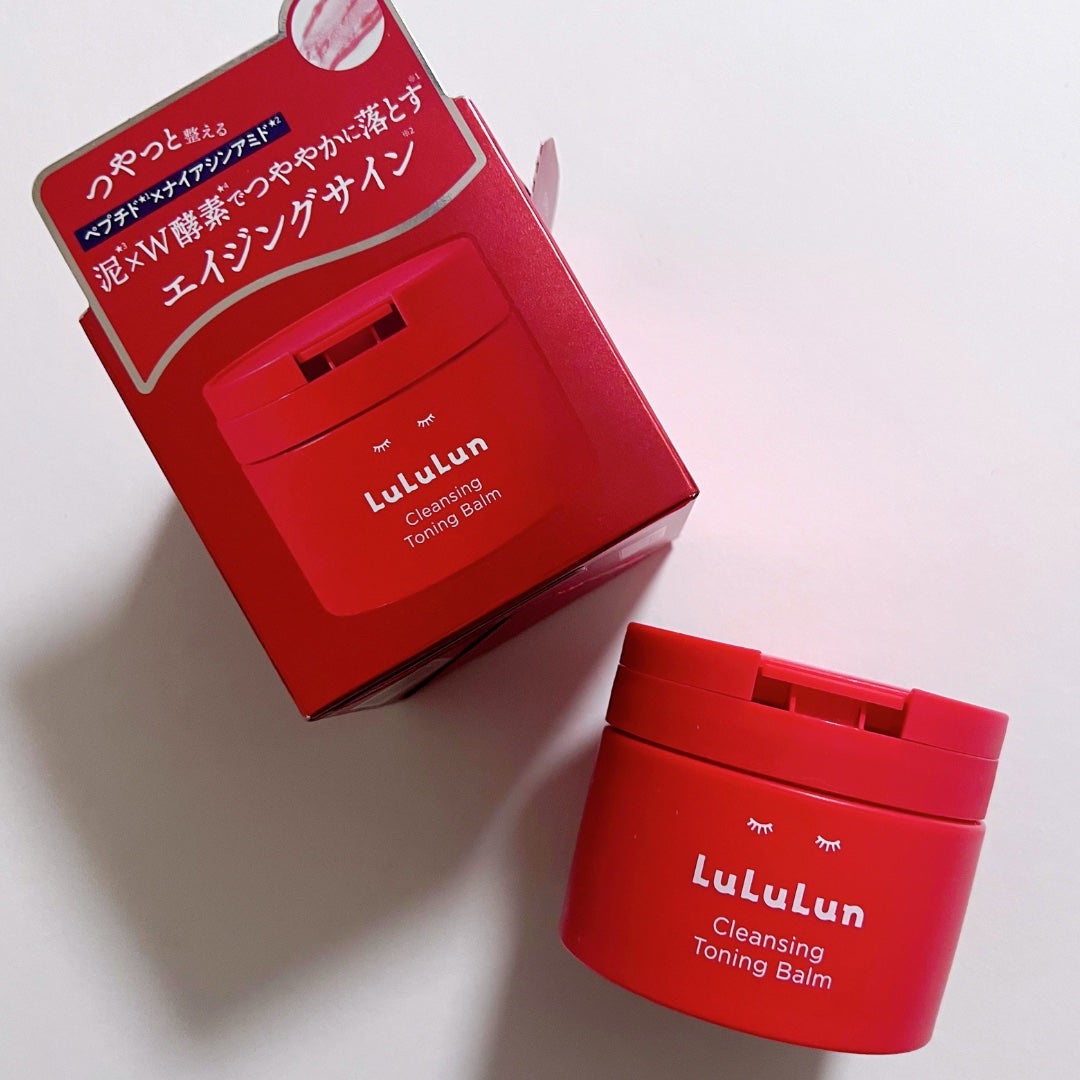 つやっと整える
ペプチド★1×ナイアシンアミド★2
泥★3×W酵素★4でつややかに落とす※1
エイジングサイン※2
LuLuLun
Cleansing
Toning Balm
LuLuLun
Cleansing
Toning Balm